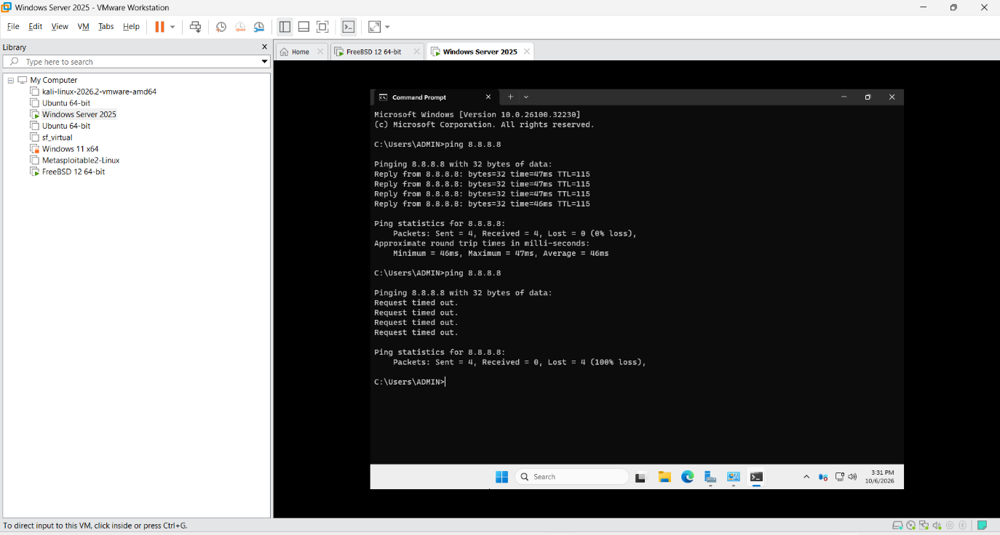 Windows Server 2025 - VMware Workstation
File Edit View VM Tabs Help
Library
Type here to search
My Computer
kali-linux-2026.2-vmware-amd64
Ubuntu 64-bit
Windows Server 2025
Ubuntu 64-bit
sf_virtual
Windows 11 x64
Metasploitable2-Linux
FreeBSD 12 64-bit
Home FreeBSD 12 64-bit Windows Server 2025
Command Prompt
Microsoft Windows [Version 10.0.26100.32230]
(c) Microsoft Corporation. All rights reserved.
C:\Users\ADMIN>ping 8.8.8.8
Pinging 8.8.8.8 with 32 bytes of data:
Reply from 8.8.8.8: bytes=32 time=47ms TTL=115
Reply from 8.8.8.8: bytes=32 time=47ms TTL=115
Reply from 8.8.8.8: bytes=32 time=47ms TTL=115
Reply from 8.8.8.8: bytes=32 time=46ms TTL=115
Ping statistics for 8.8.8.8:
Packets: Sent = 4, Received = 4, Lost = 0 (0% loss),
Approximate round trip times in milli-seconds:
Minimum = 46ms, Maximum = 47ms, Average = 46ms
C:\Users\ADMIN>ping 8.8.8.8
Pinging 8.8.8.8 with 32 bytes of data:
Request timed out.
Request timed out.
Request timed out.
Request timed out.
Ping statistics for 8.8.8.8:
Packets: Sent = 4, Received = 0, Lost = 4 (100% loss),
C:\Users\ADMIN>
Search
3:31 PM
10/6/2026
To direct input to this VM, click inside or press Ctrl+G.